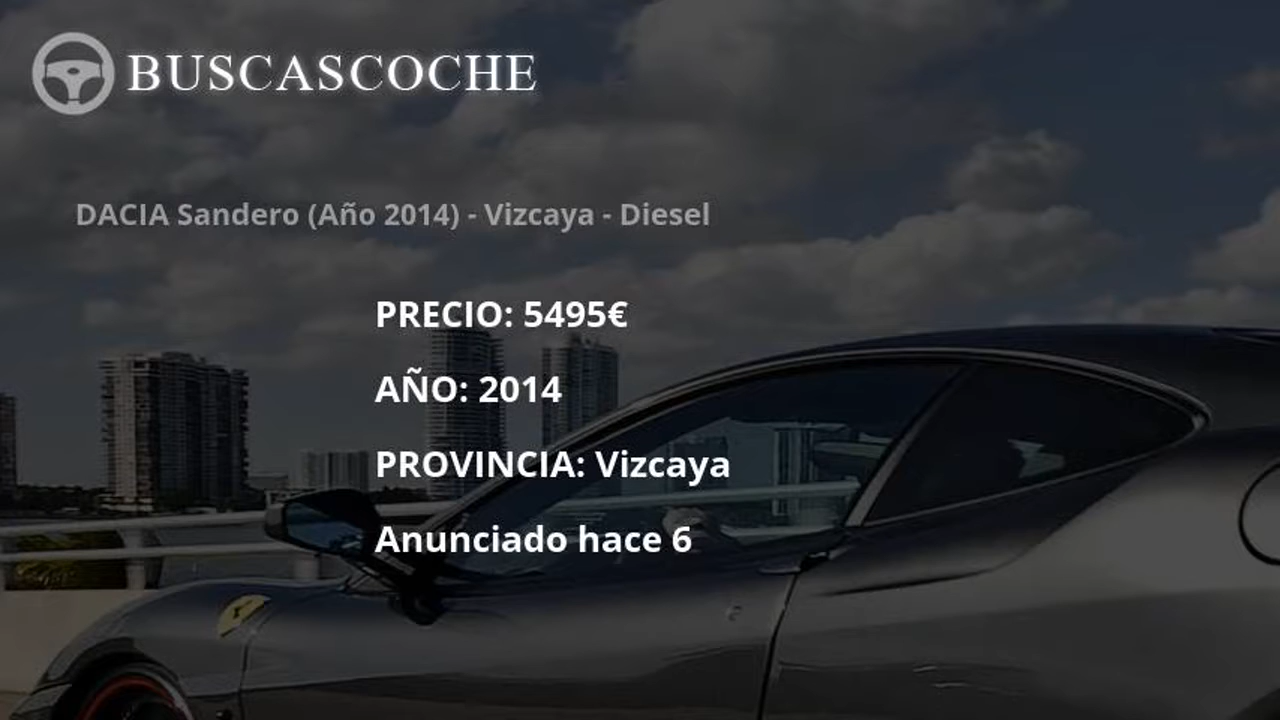 BUSCASCOCHE
DACIA Sandero (Año 2014) - Vizcaya - Diesel
PRECIO: 5495€
AÑO: 2014
PROVINCIA: Vizcaya
Anunciado hace 6